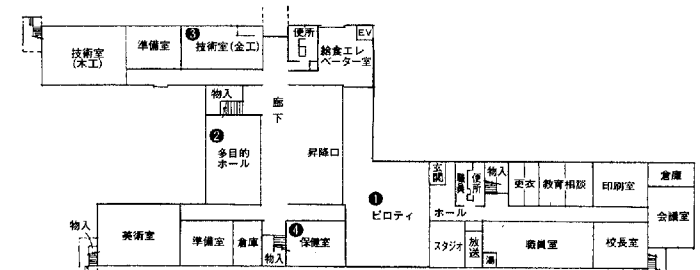 技術室
(木工)
準備室
❸
技術室(金工)
便所
EV
給食エレ
ベーター室
物入
廊
下
❷
多目的
ホール
昇降口
❶
ピロティ
玄関
職員
便所
物入
更衣
教育相談
印刷室
倉庫
ホール
会議室
物入
美術室
準備室
倉庫
物入
❹
保健室
スタジオ
放送
湯
職員室
校長室